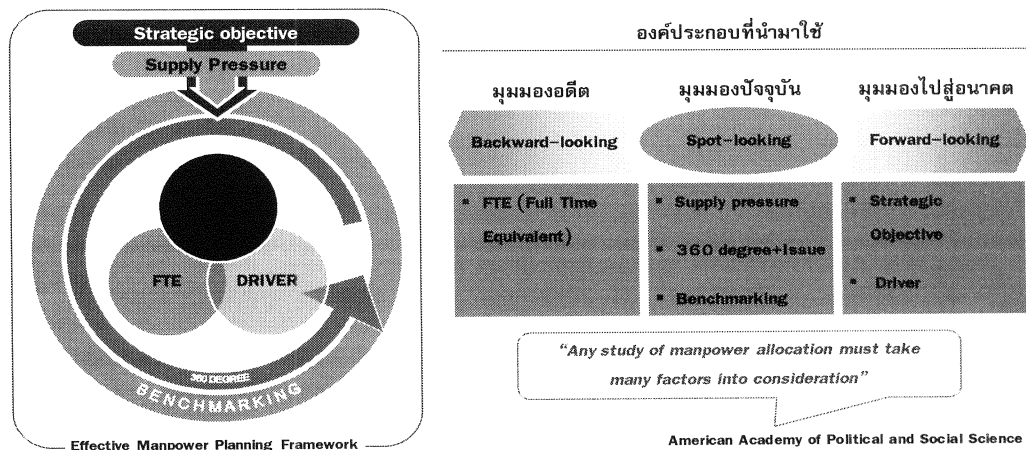 Strategic objective
Supply Pressure
FTE
DRIVER
360 DEGREE
BENCHMARKING
Effective Manpower Planning Framework
องค์ประกอบที่นำมาใช้
มุมมองอดีต
มุมมองปัจจุบัน
มุมมองไปสู่อนาคต
Backward-looking
Spot-looking
Forward-looking
▪ FTE (Full Time
Equivalent)
▪ Supply pressure
▪ 360 degree+Issue
▪ Benchmarking
▪ Strategic
Objective
▪ Driver
“Any study of manpower allocation must take
many factors into consideration”
American Academy of Political and Social Science